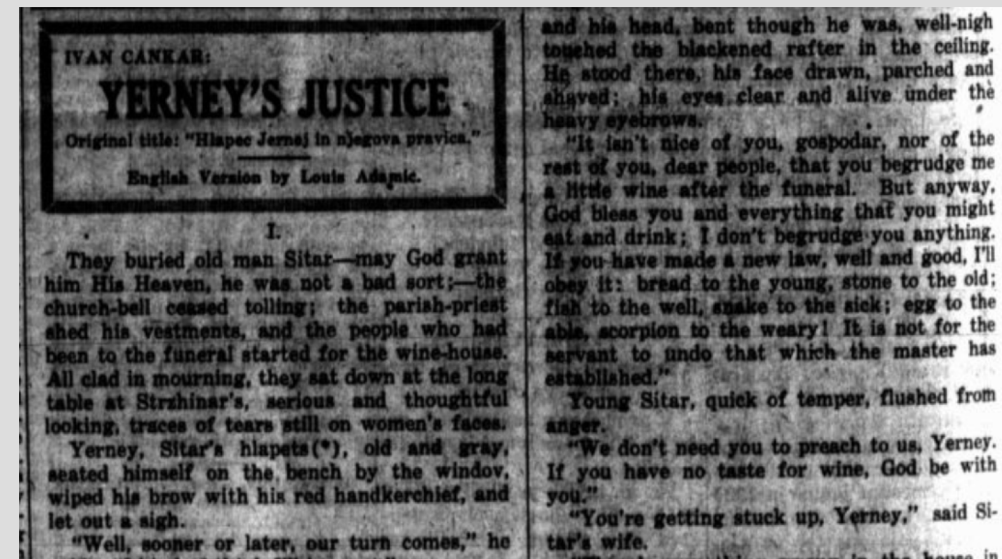 IVAN CANKAR:
YERNEY'S JUSTICE
Original title: "Hlapec Jernej in njegova pravica."
English Version by Louis Adamic.
I.
They buried old man Sitar—may God grant
him His Heaven, he was not a bad sort;—the
church-bell ceased tolling; the parish-priest
shed his vestments, and the people who had
been to the funeral started for the wine-house.
All clad in mourning, they sat down at the long
table at Strzhinar's, serious and thoughtful
looking, traces of tears still on women's faces.
Yerney, Sitar's hlapets(*), old and gray,
seated himself on the bench by the windov,
wiped his brow with his red handkerchief, and
let out a sigh.
"Well, sooner or later, our turn comes," he
and his head, bent though he was, well-nigh
touched the blackened rafter in the ceiling.
He stood there, his face drawn, parched and
shaved; his eyes clear and alive under the
heavy eyebrows.
"It isn't nice of you, gospodar, nor of the
rest of you, dear people, that you begrudge me
a little wine after the funeral. But anyway,
God bless you and everything that you might
eat and drink; I don't begrudge you anything.
If you have made a new law, well and good, I'll
obey it: bread to the young, stone to the old;
fish to the well, snake to the sick; egg to the
able, scorpion to the weary! It is not for the
servant to undo that which the master has
established."
Young Sitar, quick of temper, flushed from
anger.
"We don't need you to preach to us, Yerney.
If you have no taste for wine, God be with
you."
"You're getting stuck up, Yerney," said Si-
tar's wife.